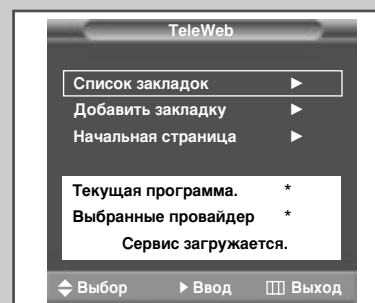 TeleWeb
Список закладок ►
Добавить закладку ►
Начальная страница ►
Текущая программа. *
Выбранные провайдер *
Сервис загружается.
Выбор ► Ввод Выход